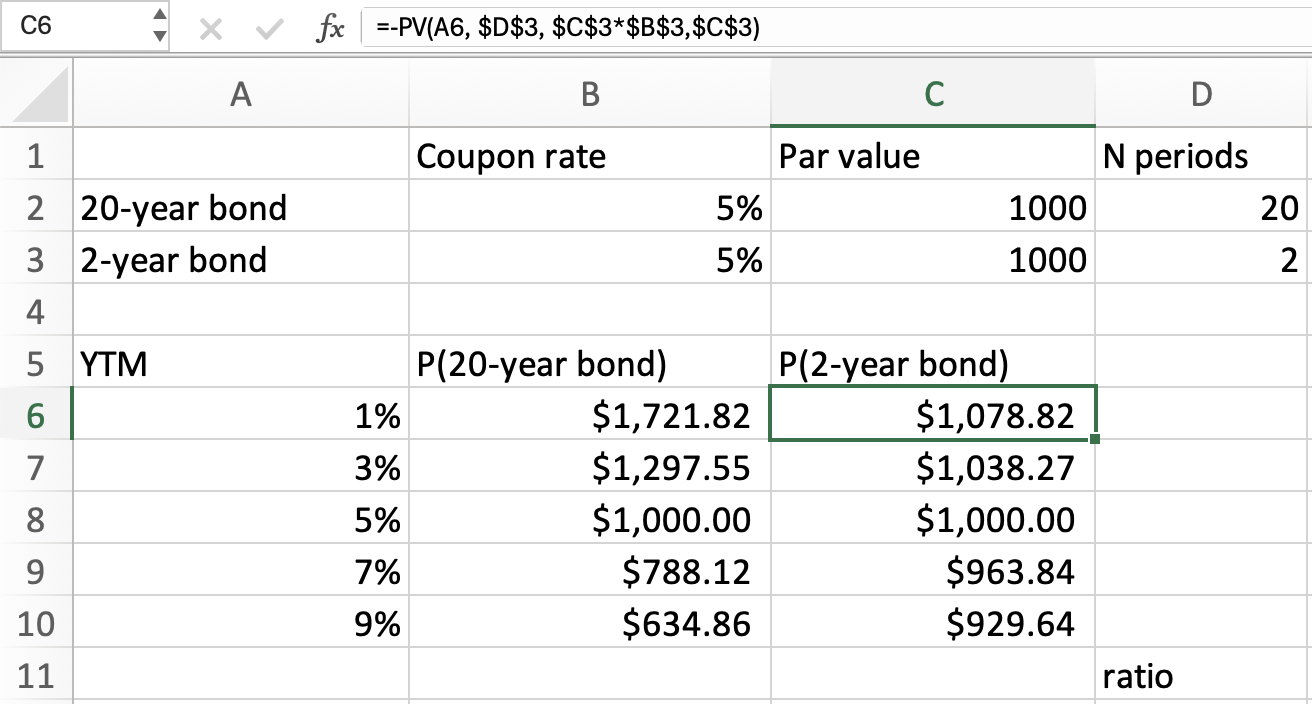 C6 fx =-PV(A6, $D$3, $C$3*$B$3,$C$3)
A B C D
1 Coupon rate Par value N periods
2 20-year bond 5% 1000 20
3 2-year bond 5% 1000 2
4
5 YTM P(20-year bond) P(2-year bond)
6 1% $1,721.82 $1,078.82
7 3% $1,297.55 $1,038.27
8 5% $1,000.00 $1,000.00
9 7% $788.12 $963.84
10 9% $634.86 $929.64
11 ratio